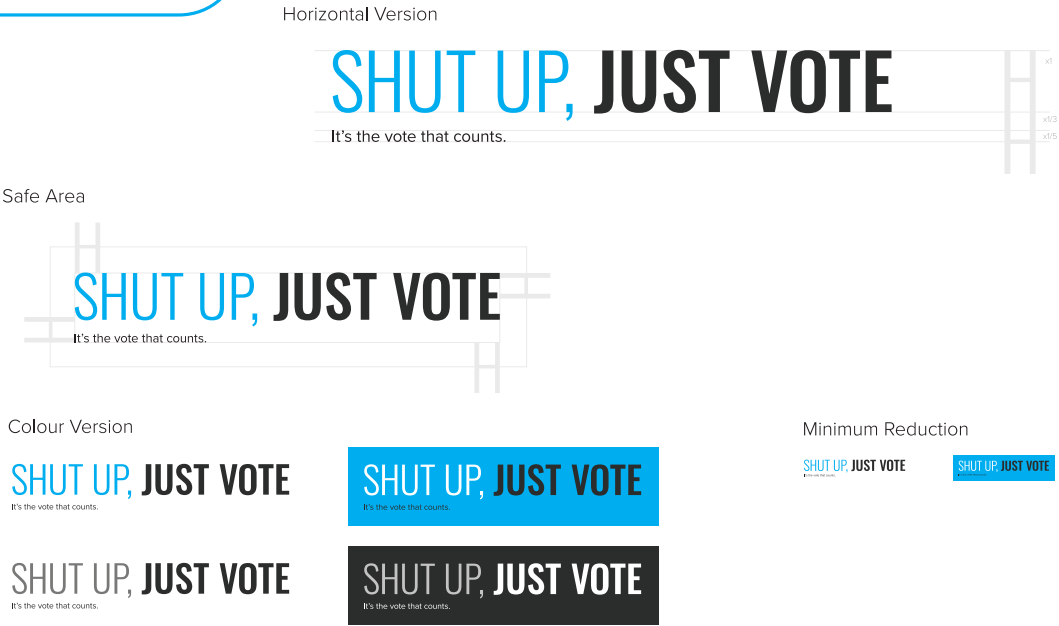 Horizontal Version
SHUT UP, JUST VOTE
It's the vote that counts.
x1
x1/3
x1/5
Safe Area
SHUT UP, JUST VOTE
It's the vote that counts.
Colour Version
SHUT UP, JUST VOTE
It's the vote that counts.
SHUT UP, JUST VOTE
It's the vote that counts.
SHUT UP, JUST VOTE
It's the vote that counts.
SHUT UP, JUST VOTE
It's the vote that counts.
Minimum Reduction
SHUT UP, JUST VOTE
SHUT UP, JUST VOTE